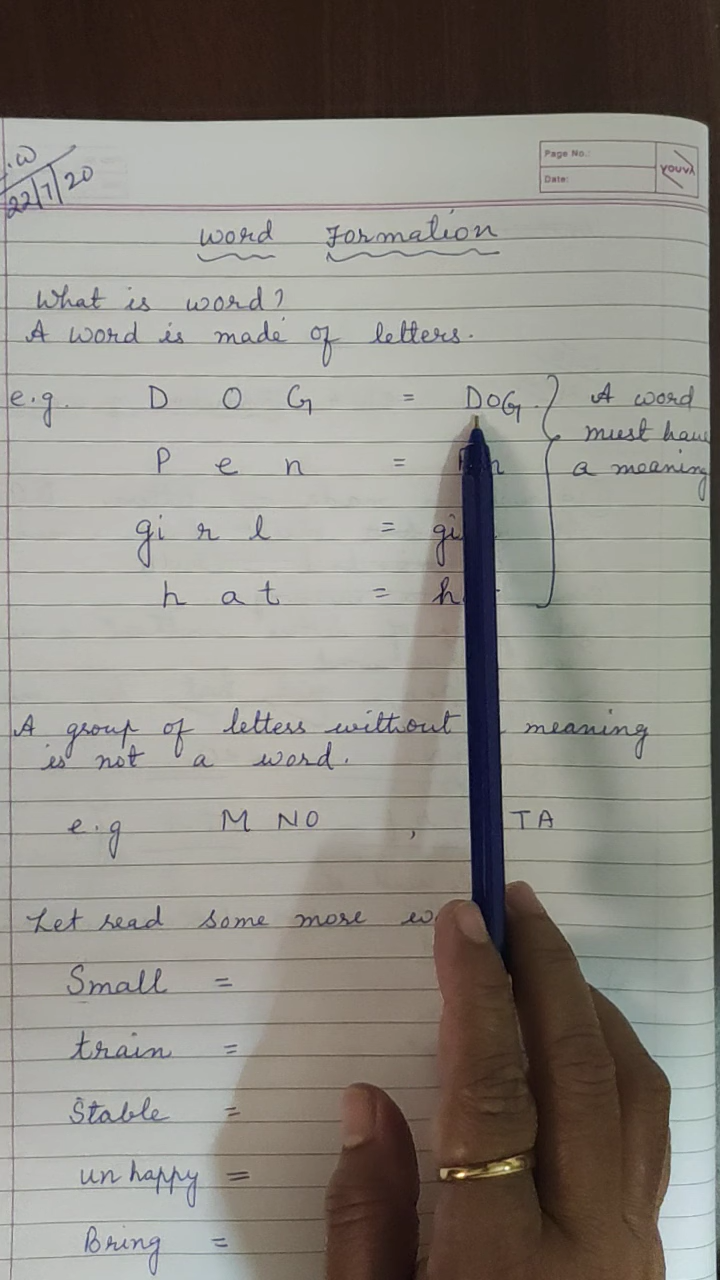 .W
22/7/20
Page No.:
Date:
youva
Word Formation
What is word?
A word is made of letters.
e.g. D O G = DOG
P e n =
gi r l =
h a t =
A word
must have
a meaning
A group of letters without meaning
is not a word.
e.g M NO , TA
Let read some more
Small =
train =
Stable =
un happy =
Bring =